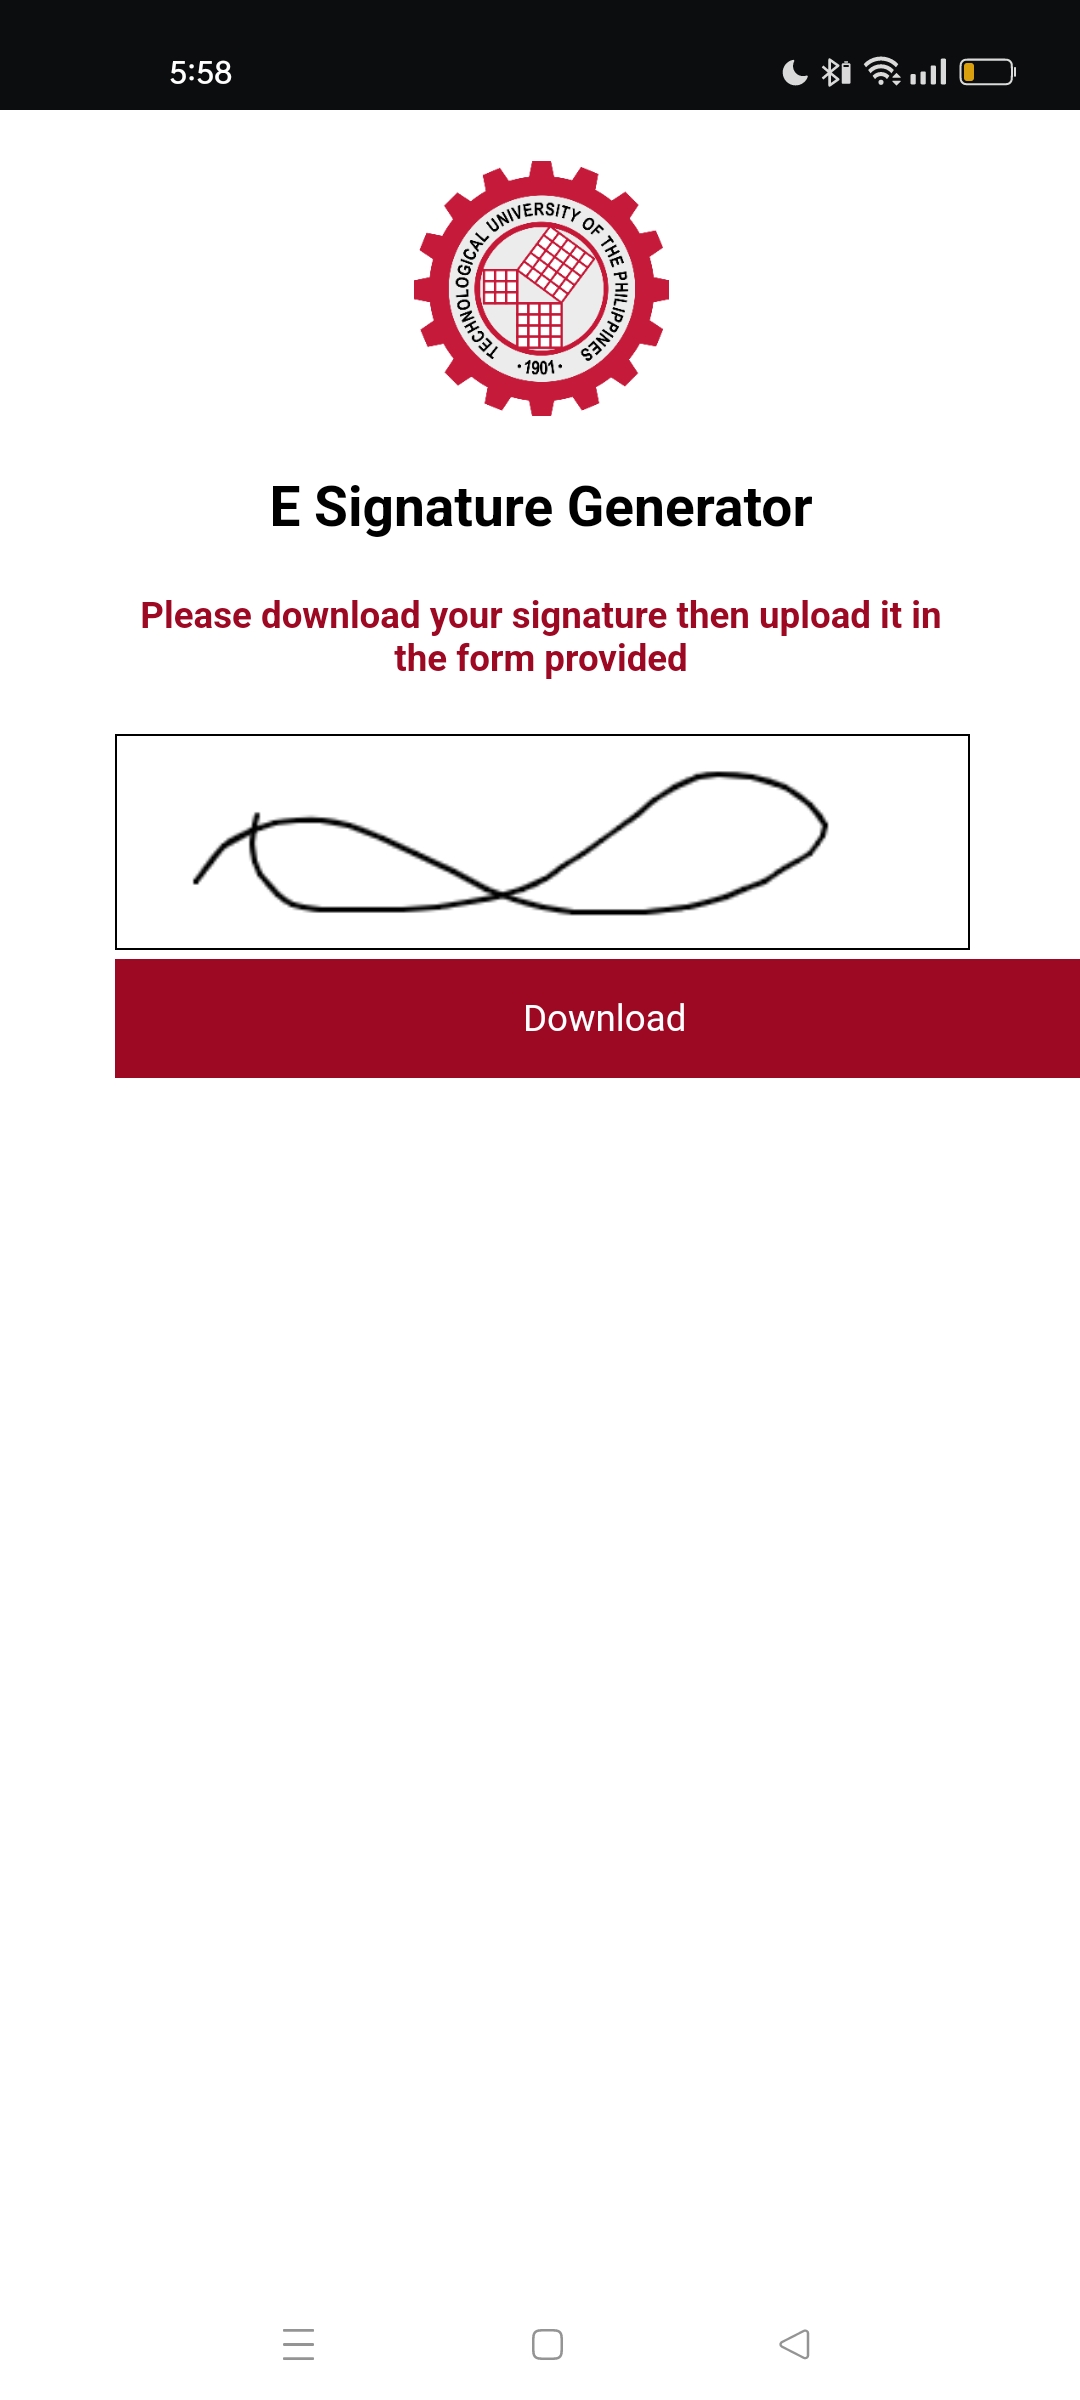 5:58
TECHNOLOGICAL UNIVERSITY OF THE PHILIPPINES
• 1901 •
E Signature Generator
Please download your signature then upload it in
the form provided
Download